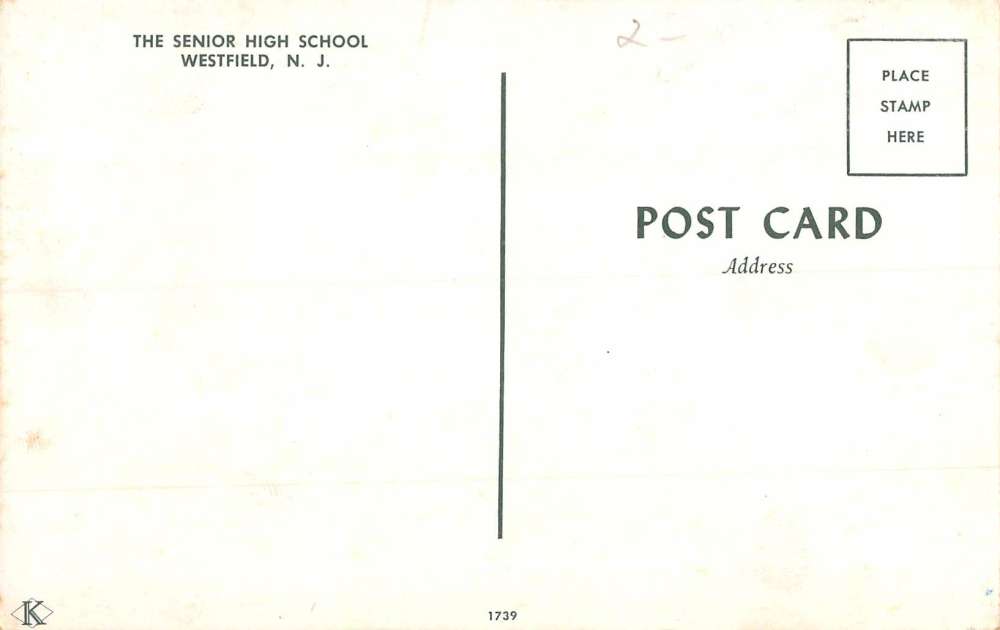 THE SENIOR HIGH SCHOOL
WESTFIELD, N. J.
2-
PLACE
STAMP
HERE
POST CARD
Address
K
1739